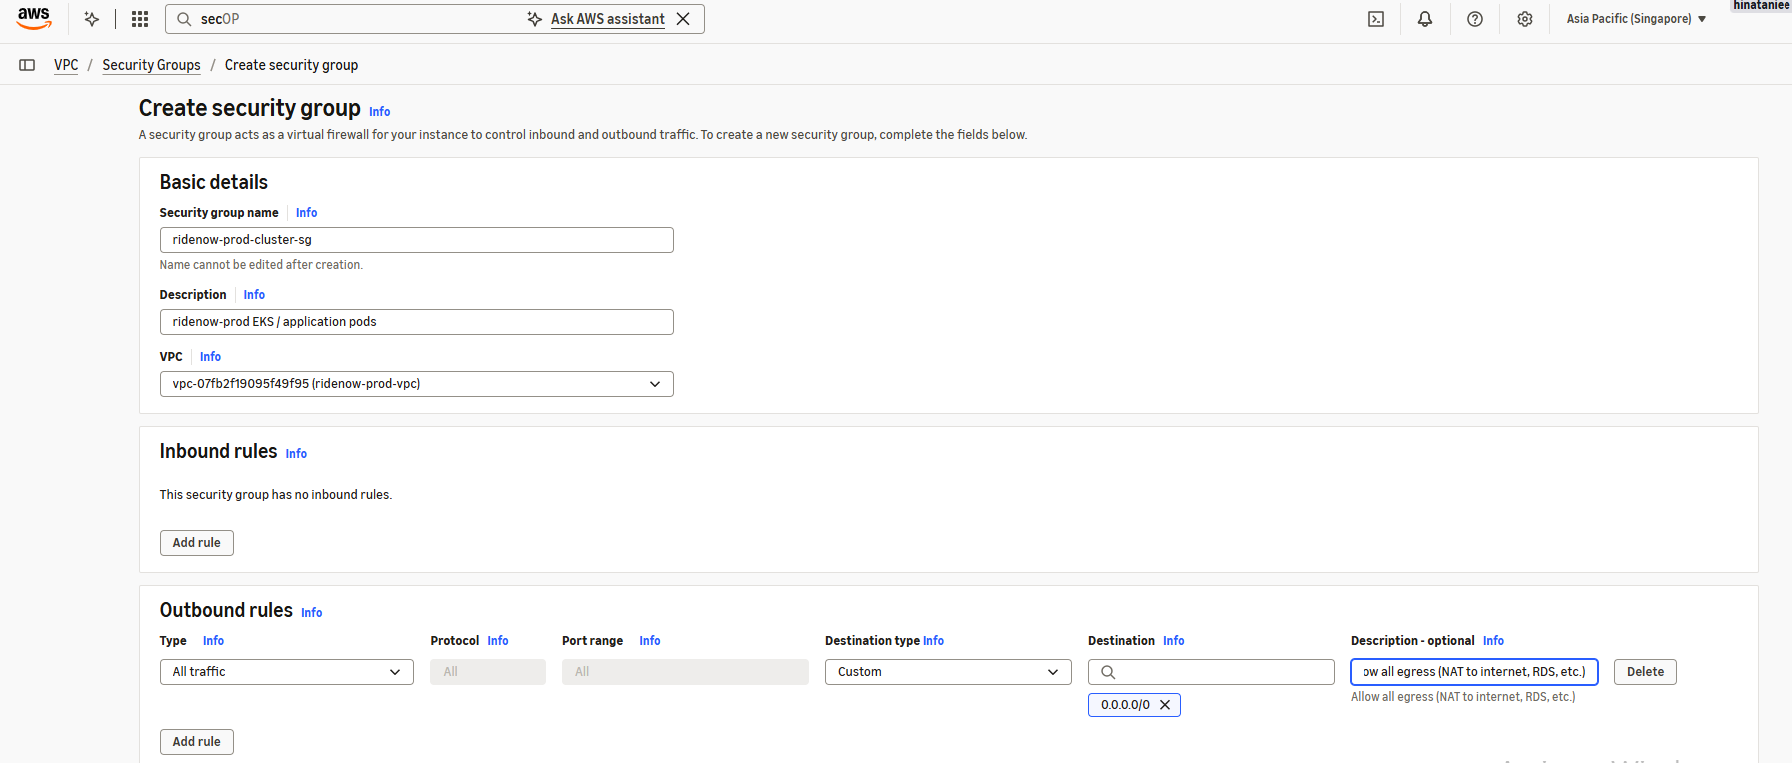 aws
secOP
Ask AWS assistant
Asia Pacific (Singapore)
hinataniee
VPC / Security Groups / Create security group
Create security group Info
A security group acts as a virtual firewall for your instance to control inbound and outbound traffic. To create a new security group, complete the fields below.
Basic details
Security group name Info
ridenow-prod-cluster-sg
Name cannot be edited after creation.
Description Info
ridenow-prod EKS / application pods
VPC Info
vpc-07fb2f19095f49f95 (ridenow-prod-vpc)
Inbound rules Info
This security group has no inbound rules.
Add rule
Outbound rules Info
Type Info Protocol Info Port range Info Destination type Info Destination Info Description - optional Info
All traffic All All Custom ow all egress (NAT to internet, RDS, etc.) Delete
0.0.0.0/0 Allow all egress (NAT to internet, RDS, etc.)
Add rule